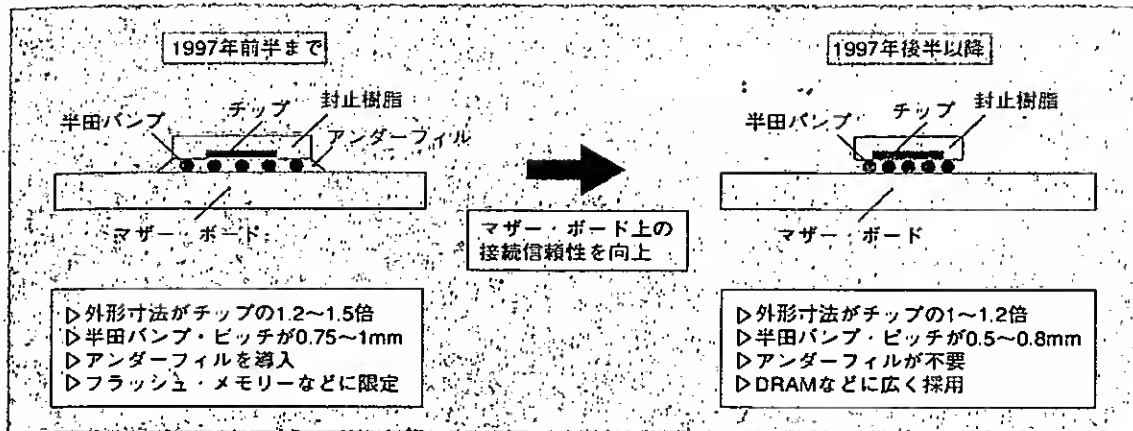 1997年前半まで
半田バンプ
チップ
封止樹脂
アンダーフィル
マザー・ボード
マザー・ボード上の
接続信頼性を向上
1997年後半以降
半田バンプ
チップ
封止樹脂
マザー・ボード
▷外形寸法がチップの1.2〜1.5倍
▷半田バンプ・ピッチが0.75〜1mm
▷アンダーフィルを導入
▷フラッシュ・メモリーなどに限定
▷外形寸法がチップの1〜1.2倍
▷半田バンプ・ピッチが0.5〜0.8mm
▷アンダーフィルが不要
▷DRAMなどに広く採用